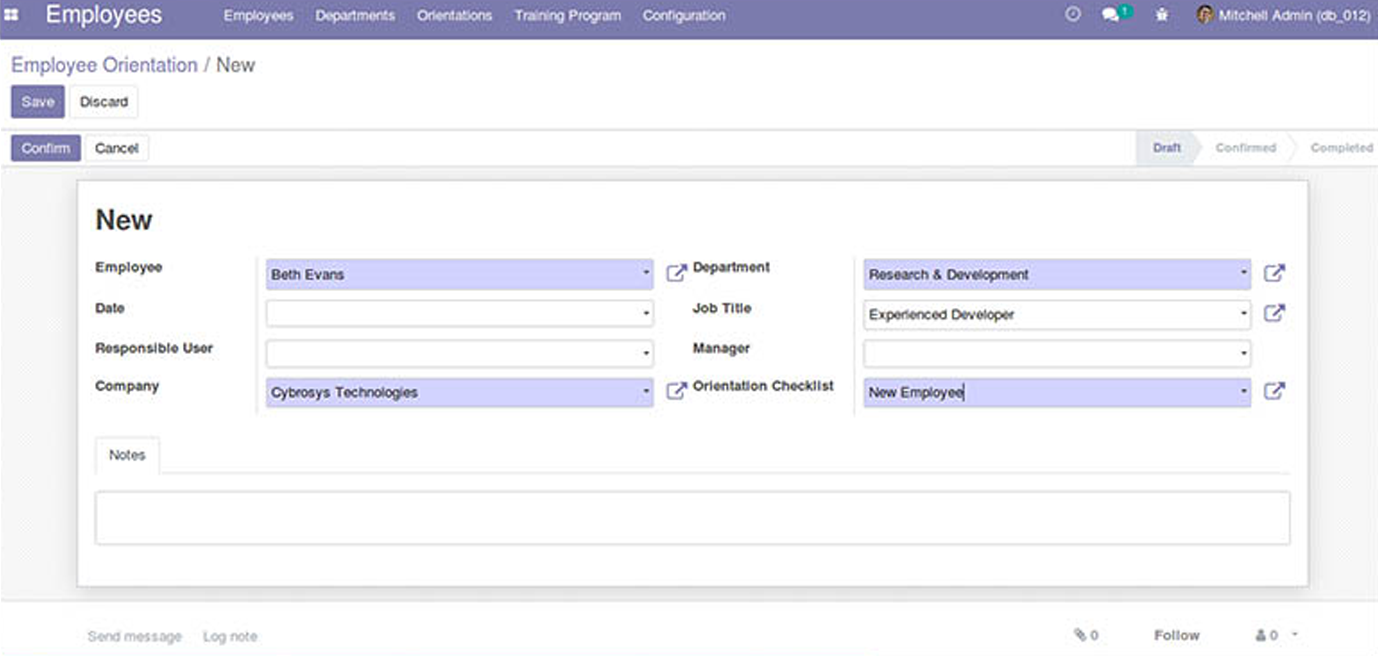 Employees Employees Departments Orientations Training Program Configuration 1 Mitchell Admin (db_012)
Employee Orientation / New
Save Discard
Confirm Cancel Draft Confirmed Completed
New
Employee Beth Evans Department Research & Development
Date Job Title Experienced Developer
Responsible User Manager
Company Cybrosys Technologies Orientation Checklist New Employee
Notes
Send message Log note 0 Follow 0